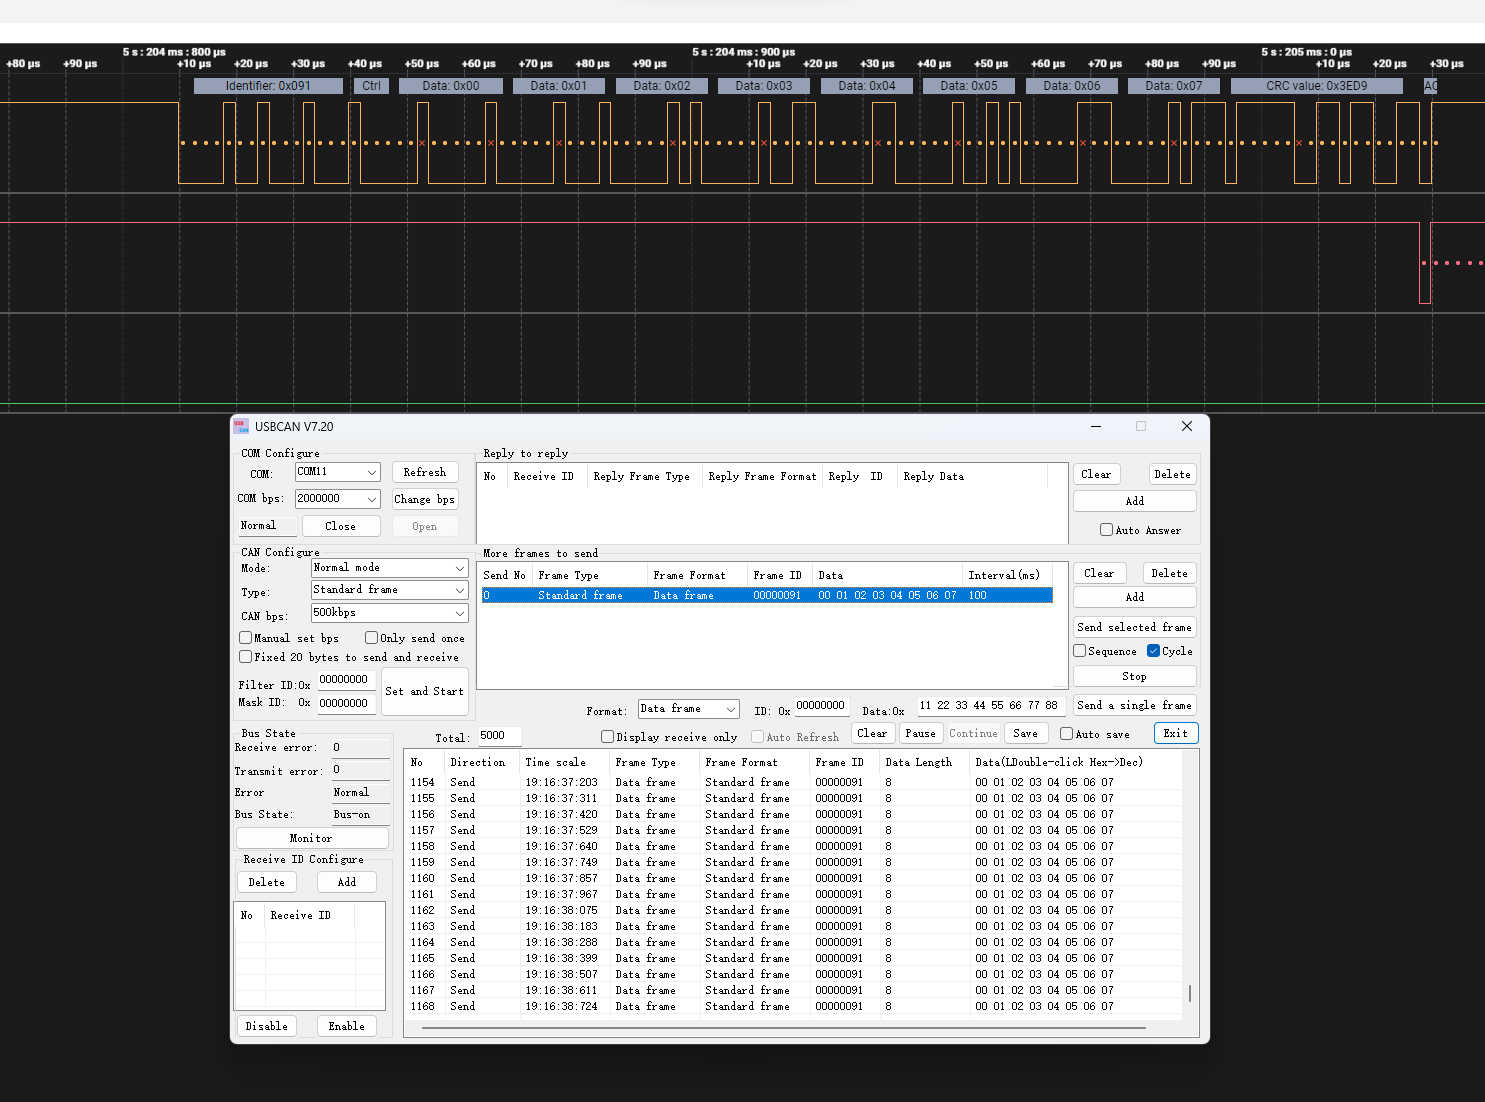 5 s : 204 ms : 800 µs
5 s : 204 ms : 900 µs
5 s : 205 ms : 0 µs
+80 µs +90 µs +10 µs +20 µs +30 µs +40 µs +50 µs +60 µs +70 µs +80 µs +90 µs +10 µs +20 µs +30 µs +40 µs +50 µs +60 µs +70 µs +80 µs +90 µs +10 µs +20 µs +30 µs
Identifier: 0x091 Ctrl Data: 0x00 Data: 0x01 Data: 0x02 Data: 0x03 Data: 0x04 Data: 0x05 Data: 0x06 Data: 0x07 CRC value: 0x3ED9 AC
USBCAN V7.20
COM Configure
COM: COM11 Refresh
COM bps: 2000000 Change bps
Normal Close Open
Reply to reply
No Receive ID Reply Frame Type Reply Frame Format Reply ID Reply Data
Clear Delete
Add
Auto Answer
CAN Configure
Mode: Normal mode
Type: Standard frame
CAN bps: 500kbps
Manual set bps Only send once
Fixed 20 bytes to send and receive
Filter ID:0x 00000000
Mask ID: 0x 00000000
Set and Start
More frames to send
Send No Frame Type Frame Format Frame ID Data Interval(ms)
0 Standard frame Data frame 00000091 00 01 02 03 04 05 06 07 100
Clear Delete
Add
Send selected frame
Sequence Cycle
Stop
Format: Data frame ID: 0x 00000000 Data:0x 11 22 33 44 55 66 77 88 Send a single frame
Total: 5000 Display receive only Auto Refresh Clear Pause Continue Save Auto save Exit
Bus State
Receive error: 0
Transmit error: 0
Error Normal
Bus State: Bus-on
Monitor
Receive ID Configure
Delete Add
No Receive ID
Disable Enable
No Direction Time scale Frame Type Frame Format Frame ID Data Length Data(LDouble-click Hex->Dec)
1154 Send 19:16:37:203 Data frame Standard frame 00000091 8 00 01 02 03 04 05 06 07
1155 Send 19:16:37:311 Data frame Standard frame 00000091 8 00 01 02 03 04 05 06 07
1156 Send 19:16:37:420 Data frame Standard frame 00000091 8 00 01 02 03 04 05 06 07
1157 Send 19:16:37:529 Data frame Standard frame 00000091 8 00 01 02 03 04 05 06 07
1158 Send 19:16:37:640 Data frame Standard frame 00000091 8 00 01 02 03 04 05 06 07
1159 Send 19:16:37:749 Data frame Standard frame 00000091 8 00 01 02 03 04 05 06 07
1160 Send 19:16:37:857 Data frame Standard frame 00000091 8 00 01 02 03 04 05 06 07
1161 Send 19:16:37:967 Data frame Standard frame 00000091 8 00 01 02 03 04 05 06 07
1162 Send 19:16:38:075 Data frame Standard frame 00000091 8 00 01 02 03 04 05 06 07
1163 Send 19:16:38:183 Data frame Standard frame 00000091 8 00 01 02 03 04 05 06 07
1164 Send 19:16:38:288 Data frame Standard frame 00000091 8 00 01 02 03 04 05 06 07
1165 Send 19:16:38:399 Data frame Standard frame 00000091 8 00 01 02 03 04 05 06 07
1166 Send 19:16:38:507 Data frame Standard frame 00000091 8 00 01 02 03 04 05 06 07
1167 Send 19:16:38:611 Data frame Standard frame 00000091 8 00 01 02 03 04 05 06 07
1168 Send 19:16:38:724 Data frame Standard frame 00000091 8 00 01 02 03 04 05 06 07